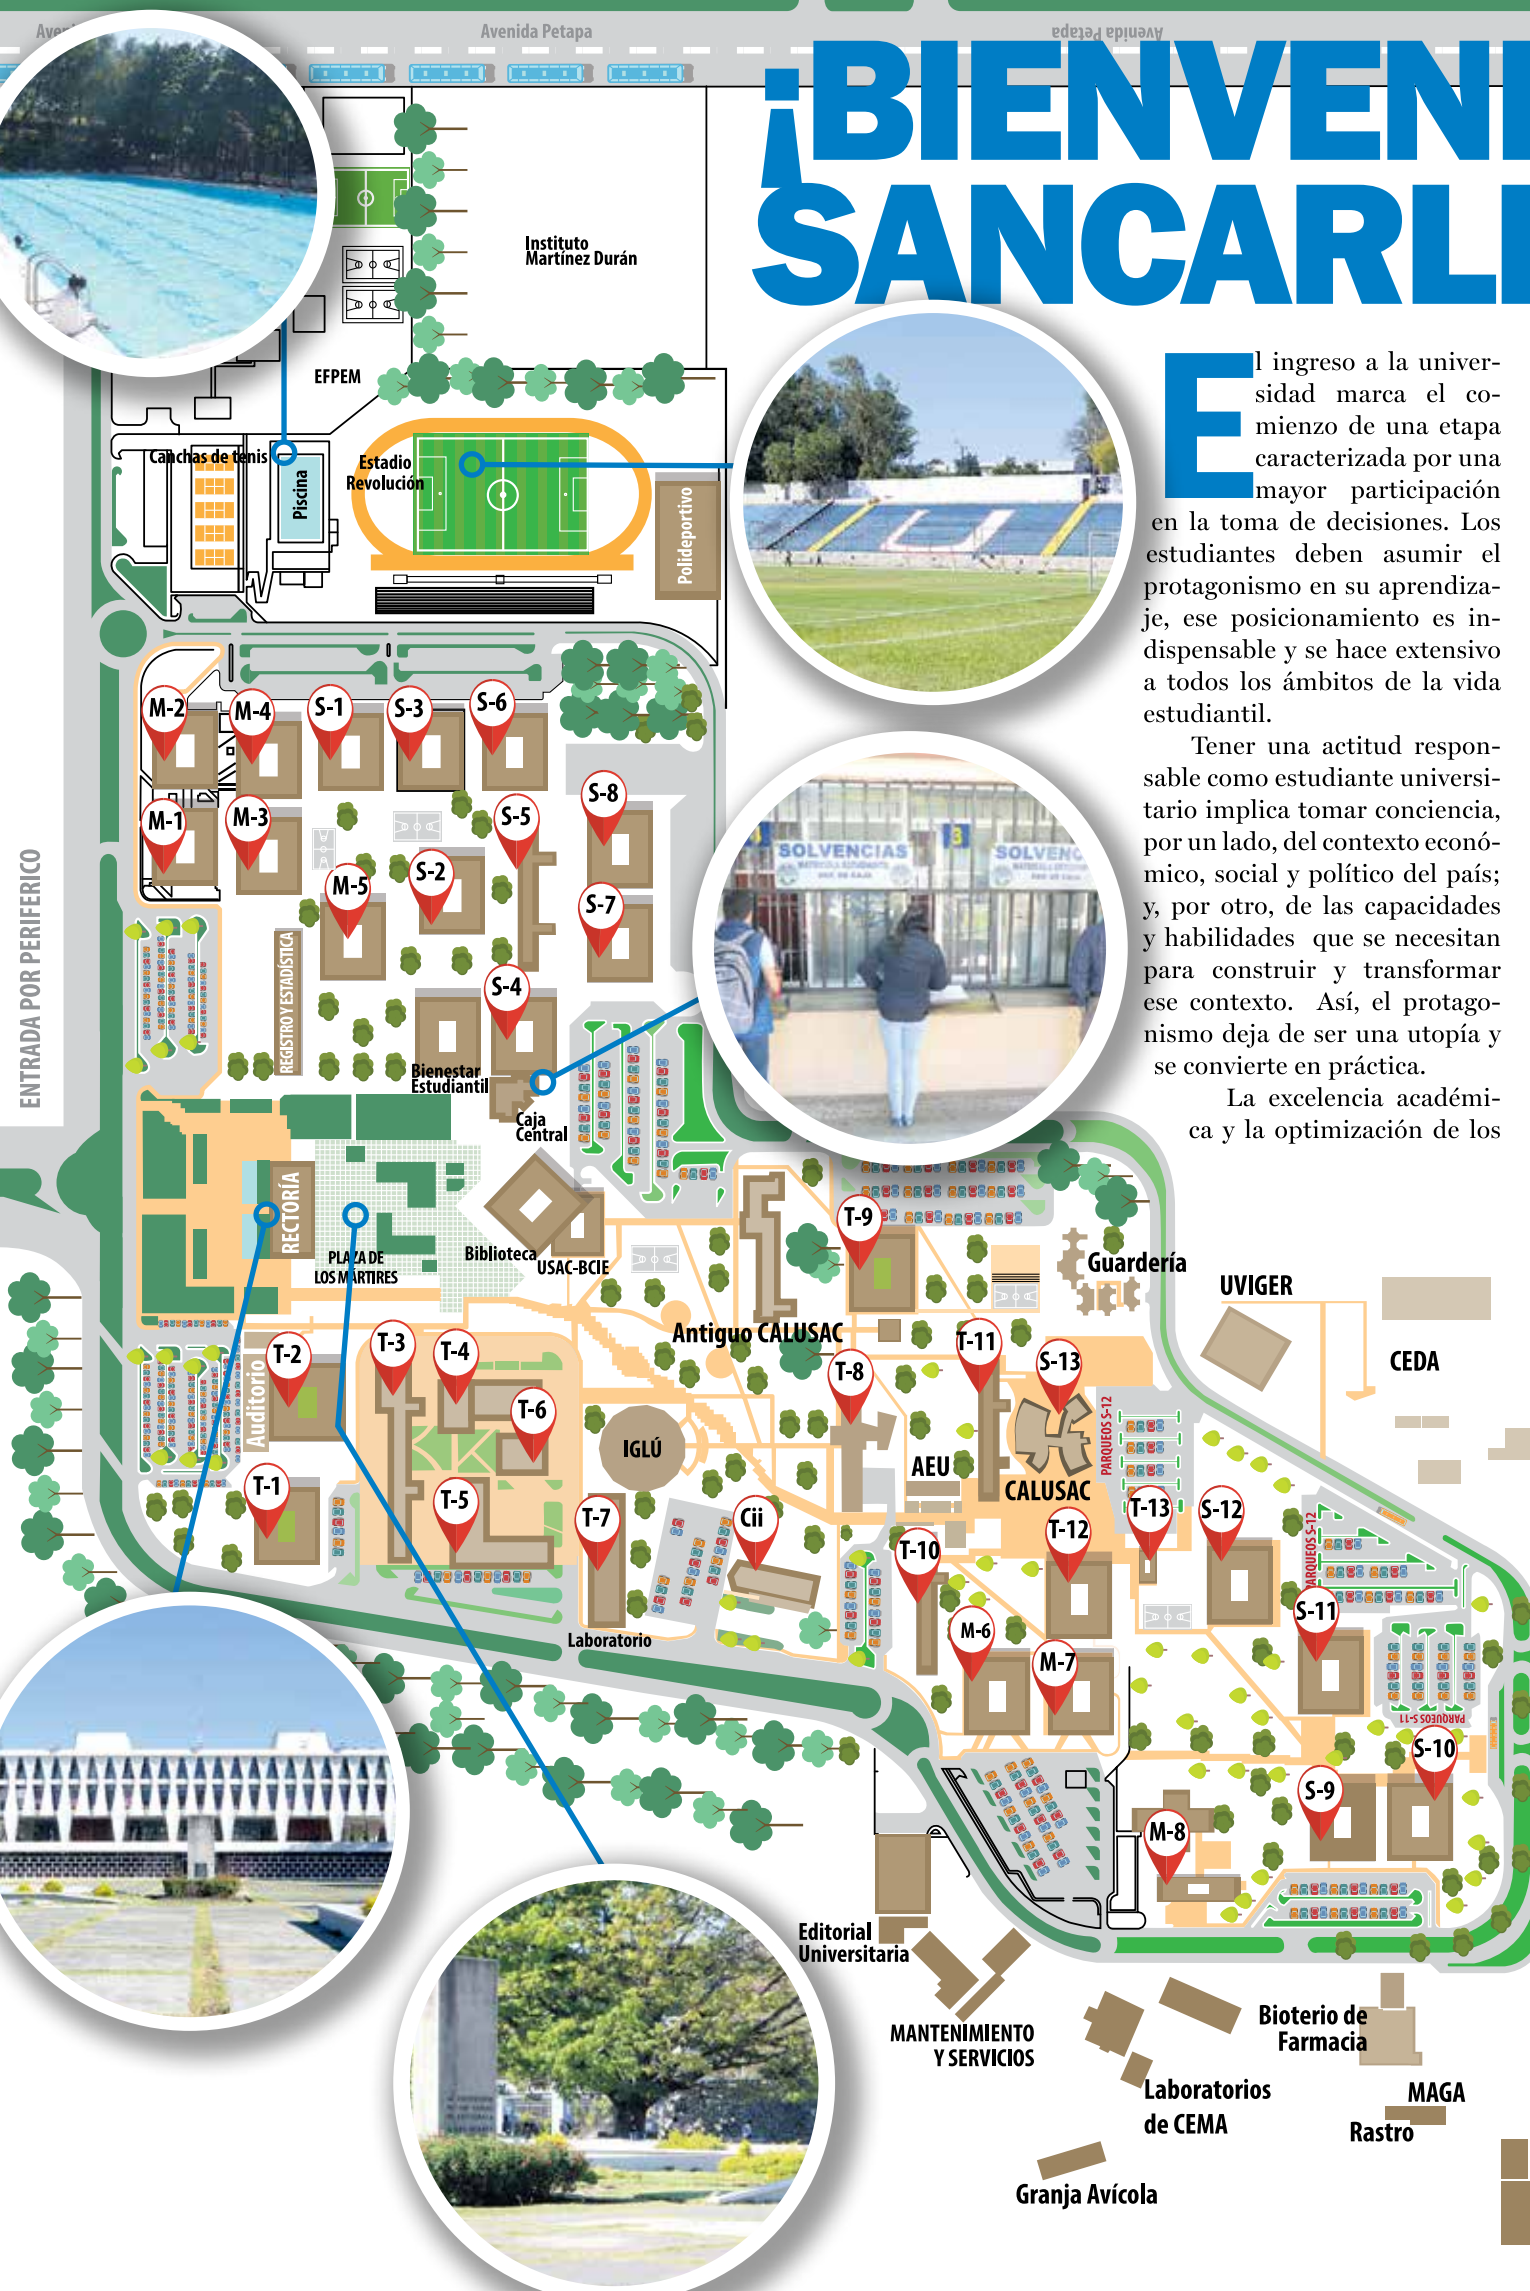 Avenida Petapa
Avenida Petapa
¡BIENVENI
SANCARLI
Instituto
Martínez Durán
EFPEM
Canchas de tenis
Piscina
Estadio
Revolución
Polideportivo
El ingreso a la univer-
sidad marca el co-
mienzo de una etapa
caracterizada por una
mayor participación
en la toma de decisiones. Los
estudiantes deben asumir el
protagonismo en su aprendiza-
je, ese posicionamiento es in-
dispensable y se hace extensivo
a todos los ámbitos de la vida
estudiantil.
Tener una actitud respon-
sable como estudiante universi-
tario implica tomar conciencia,
por un lado, del contexto econó-
mico, social y político del país;
y, por otro, de las capacidades
y habilidades que se necesitan
para construir y transformar
ese contexto. Así, el protago-
nismo deja de ser una utopía y
se convierte en práctica.
La excelencia académi-
ca y la optimización de los
M-2
M-4
S-1
S-3
S-6
M-1
M-3
S-5
S-8
M-5
S-2
S-7
S-4
SOLVENCIAS
3
SOLVENC
ENTRADA POR PERIFERICO
REGISTRO Y ESTADÍSTICA
Bienestar
Estudiantil
Caja
Central
RECTORÍA
PLAZA DE
LOS MÁRTIRES
Biblioteca
USAC-BCIE
T-9
Guardería
UVIGER
CEDA
Antiguo CALUSAC
Auditorio
T-2
T-3
T-4
T-6
T-8
T-11
S-13
PARQUEOS S-12
IGLÚ
AEU
CALUSAC
T-1
T-5
T-7
Cii
T-10
T-12
T-13
S-12
PARQUEOS S-12
S-11
Laboratorio
M-6
M-7
PARQUEOS S-11
S-10
S-9
M-8
Editorial
Universitaria
MANTENIMIENTO
Y SERVICIOS
Bioterio de
Farmacia
Laboratorios
de CEMA
MAGA
Rastro
Granja Avícola